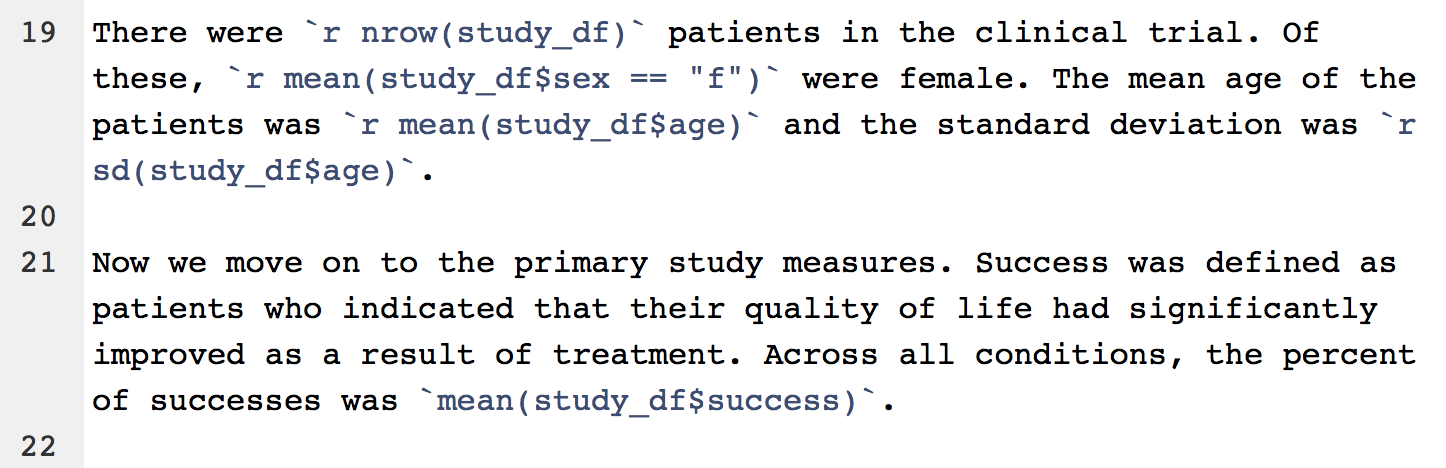 19 There were `r nrow(study_df)` patients in the clinical trial. Of
these, `r mean(study_df$sex == "f")` were female. The mean age of the
patients was `r mean(study_df$age)` and the standard deviation was `r
sd(study_df$age)`.
20
21 Now we move on to the primary study measures. Success was defined as
patients who indicated that their quality of life had significantly
improved as a result of treatment. Across all conditions, the percent
of successes was `mean(study_df$success)`.
22